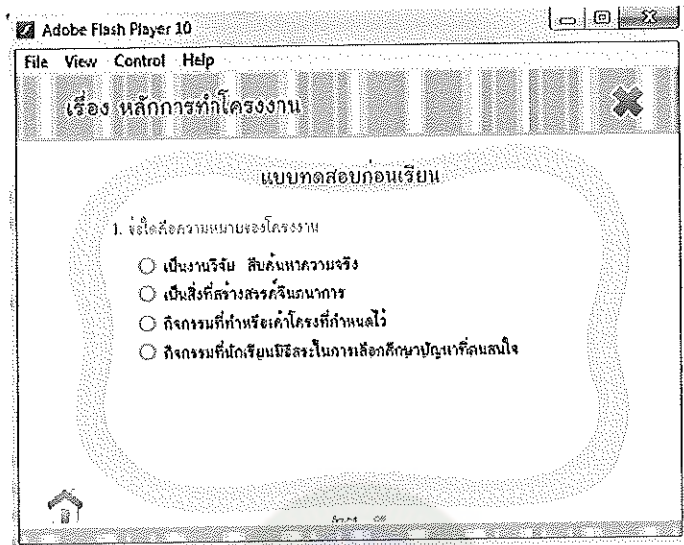 Adobe Flash Player 10
File View Control Help
เรื่อง หลักการทำโครงงาน
แบบทดสอบก่อนเรียน
1. ข้อใดคือความหมายของโครงงาน
เป็นงานวิจัย สืบค้นหาความจริง
เป็นสิ่งที่สร้างสรรค์จินตนาการ
กิจกรรมที่ทำหรือเค้าโครงที่กำหนดไว้
กิจกรรมที่นักเรียนมีอิสระในการเลือกศึกษาปัญหาที่ตนสนใจ